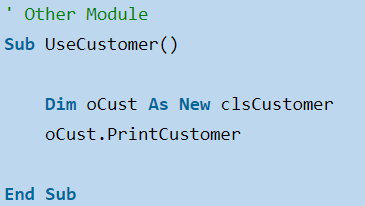 ' Other Module
Sub UseCustomer()
Dim oCust As New clsCustomer
oCust.PrintCustomer
End Sub